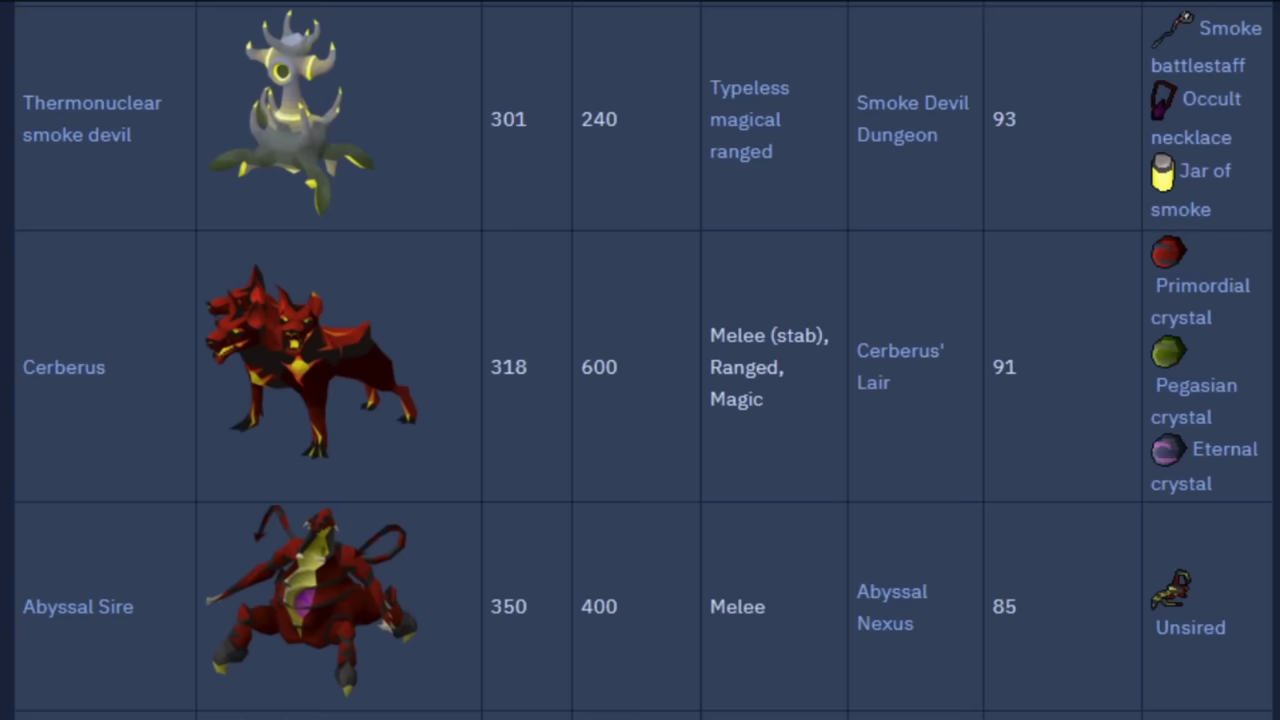 Thermonuclear
smoke devil
301
240
Typeless
magical
ranged
Smoke Devil
Dungeon
93
Smoke
battlestaff
Occult
necklace
Jar of
smoke
Cerberus
318
600
Melee (stab),
Ranged,
Magic
Cerberus'
Lair
91
Primordial
crystal
Pegasian
crystal
Eternal
crystal
Abyssal Sire
350
400
Melee
Abyssal
Nexus
85
Unsired